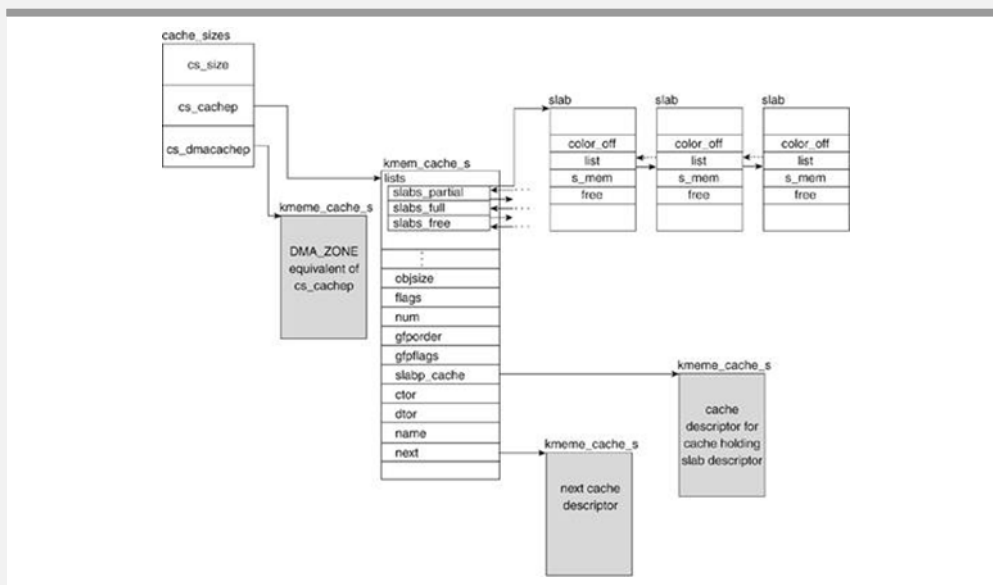 cache_sizes
cs_size
cs_cachep
cs_dmacachep
kmeme_cache_s
DMA_ZONE
equivalent of
cs_cachep
kmem_cache_s
lists
slabs_partial
slabs_full
slabs_free
objsize
flags
num
gfporder
gfpflags
slabp_cache
ctor
dtor
name
next
slab
color_off
list
s_mem
free
slab
color_off
list
s_mem
free
slab
color_off
list
s_mem
free
kmeme_cache_s
next cache
descriptor
kmeme_cache_s
cache
descriptor for
cache holding
slab descriptor